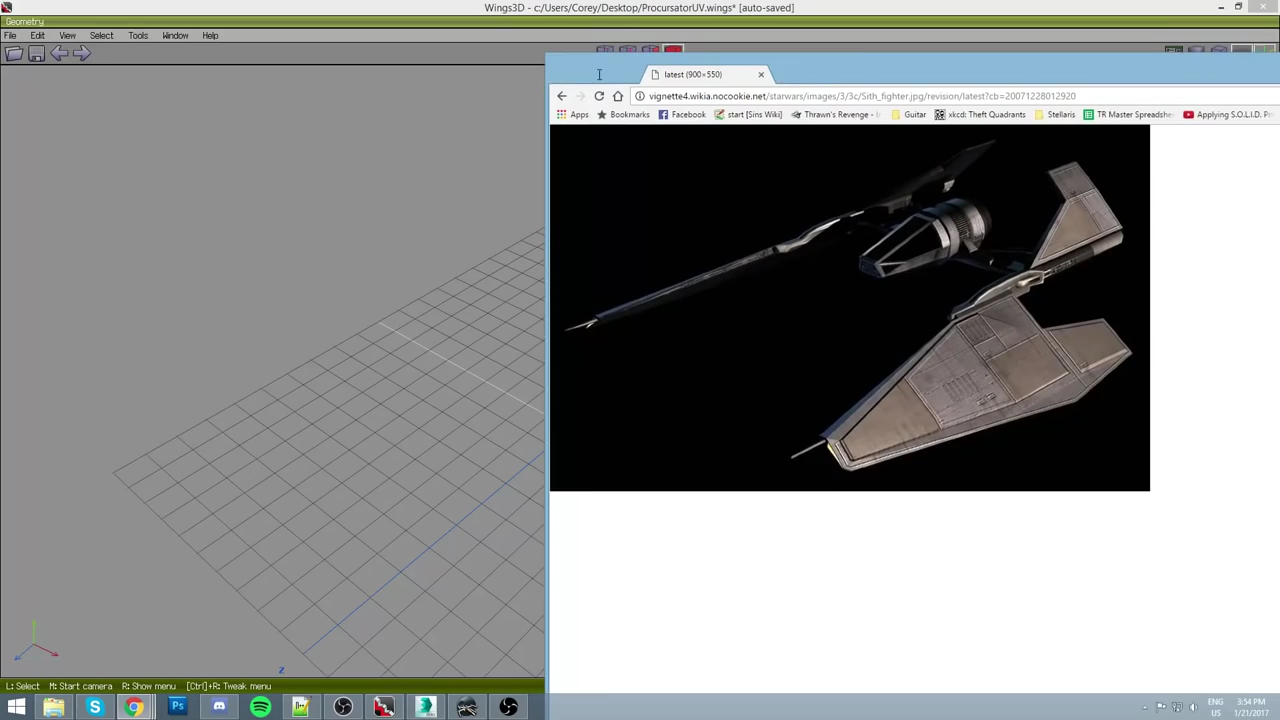 Wings3D - c:/Users/Corey/Desktop/ProcursatorUV.wings* [auto-saved]
Geometry
File Edit View Select Tools Window Help
latest (900×550)
vignette4.wikia.nocookie.net/starwars/images/3/3c/Sith_fighter.jpg/revision/latest?cb=20071228012920
Apps Bookmarks Facebook start [Sins Wiki] Thrawn's Revenge - Guitar xkcd: Theft Quadrants Stellaris TR Master Spreadshe Applying S.O.L.I.D.
Z
L: Select M: Start camera R: Show menu [Ctrl]+R: Tweak menu
Ps
ENG 3:54 PM
US 1/21/2017